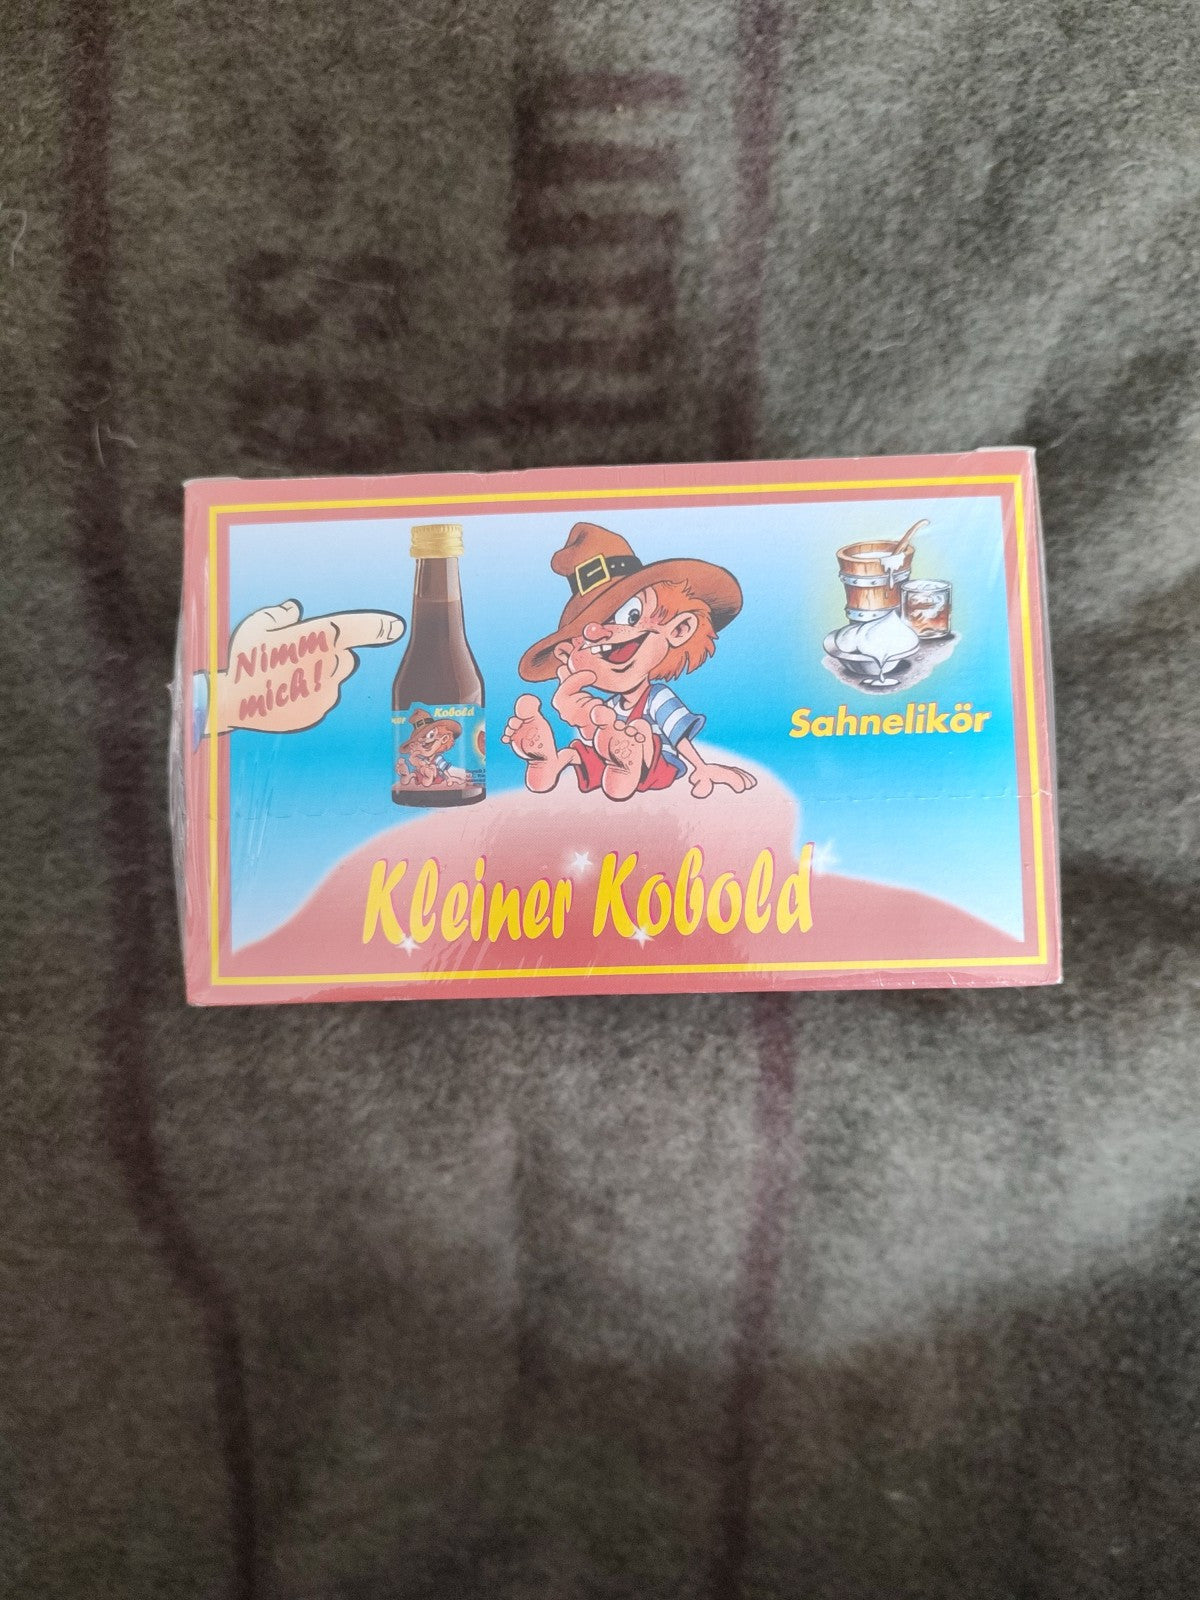 Nimm
mich!
Kobold
Sahnelikör
Kleiner Kobold